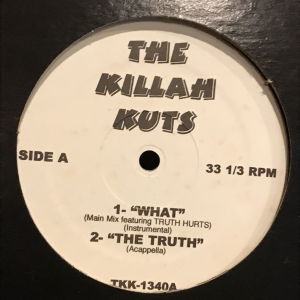 THE
KILLAH
KUTS
SIDE A
33 1/3 RPM
1- “WHAT”
(Main Mix featuring TRUTH HURTS)
(Instrumental)
2- “THE TRUTH”
(Acappella)
TKK-1340A